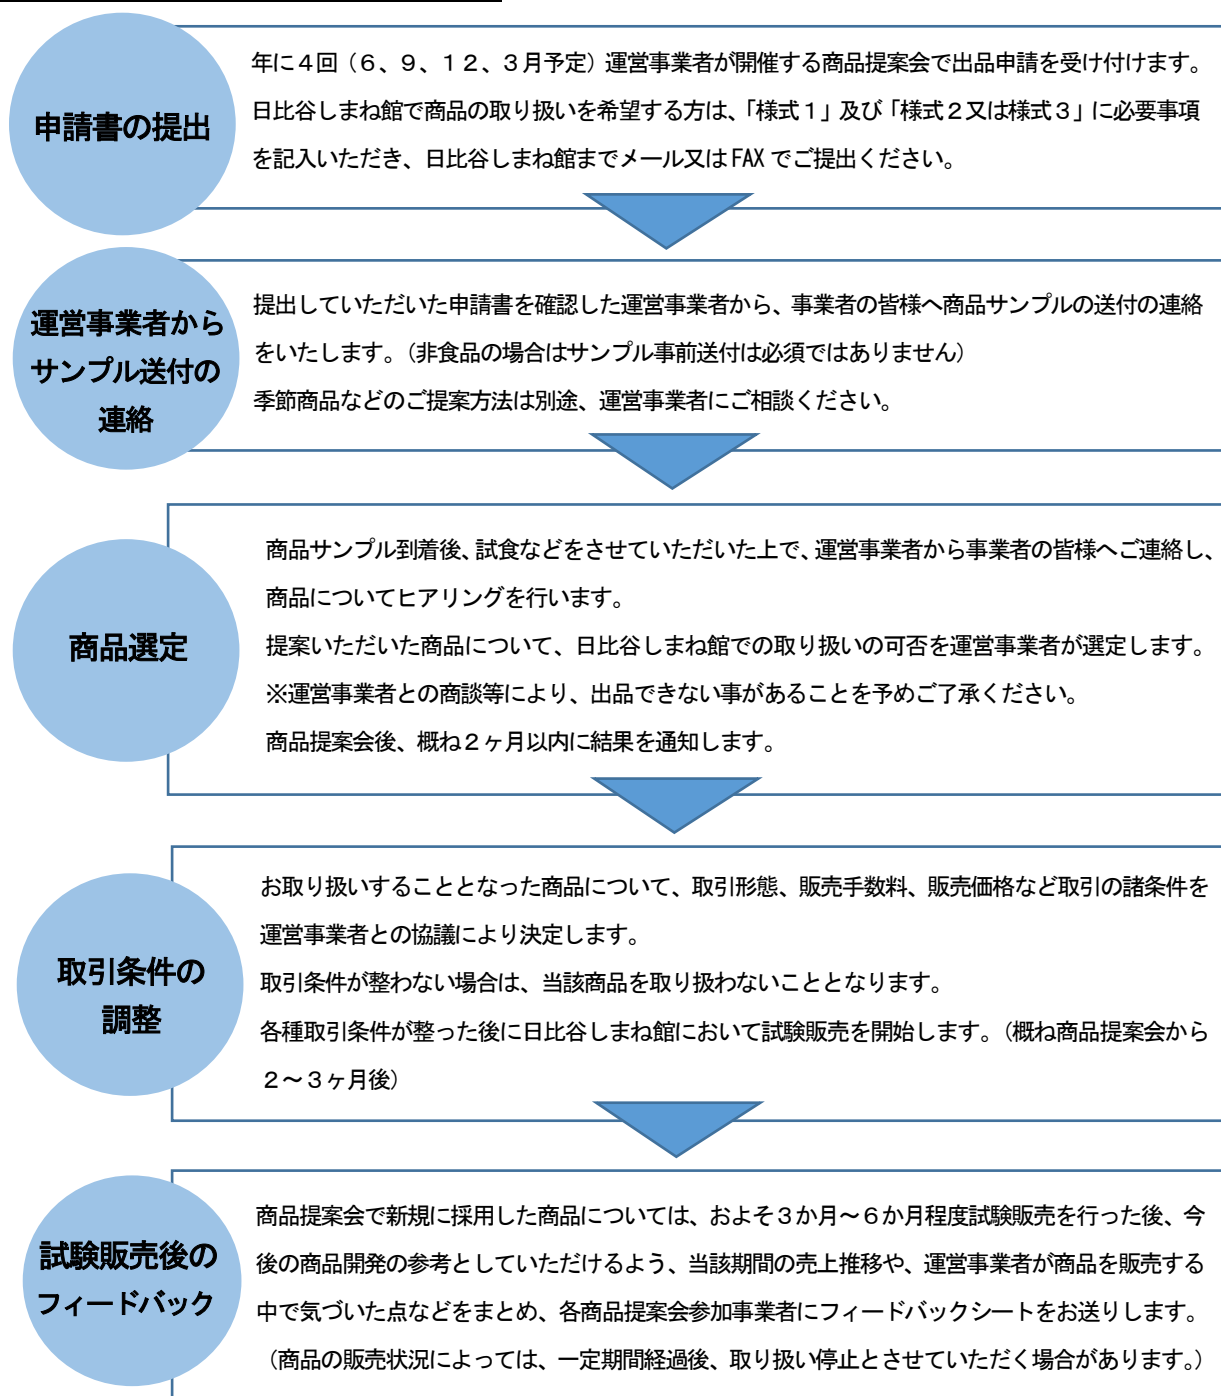 申請書の提出
年に４回（６、９、１２、３月予定）運営事業者が開催する商品提案会で出品申請を受け付けます。
日比谷しまね館で商品の取り扱いを希望する方は、「様式１」及び「様式２又は様式３」に必要事項
を記入いただき、日比谷しまね館までメール又は FAX でご提出ください。
運営事業者から
サンプル送付の
連絡
提出していただいた申請書を確認した運営事業者から、事業者の皆様へ商品サンプルの送付の連絡
をいたします。（非食品の場合はサンプル事前送付は必須ではありません）
季節商品などのご提案方法は別途、運営事業者にご相談ください。
商品選定
商品サンプル到着後、試食などをさせていただいた上で、運営事業者から事業者の皆様へご連絡し、
商品についてヒアリングを行います。
提案いただいた商品について、日比谷しまね館での取り扱いの可否を運営事業者が選定します。
※運営事業者との商談等により、出品できない事があることを予めご了承ください。
商品提案会後、概ね２ヶ月以内に結果を通知します。
取引条件の
調整
お取り扱いすることとなった商品について、取引形態、販売手数料、販売価格など取引の諸条件を
運営事業者との協議により決定します。
取引条件が整わない場合は、当該商品を取り扱わないこととなります。
各種取引条件が整った後に日比谷しまね館において試験販売を開始します。（概ね商品提案会から
２～３ヶ月後）
試験販売後の
フィードバック
商品提案会で新規に採用した商品については、およそ３か月～６か月程度試験販売を行った後、今
後の商品開発の参考としていただけるよう、当該期間の売上推移や、運営事業者が商品を販売する
中で気づいた点などをまとめ、各商品提案会参加事業者にフィードバックシートをお送りします。
（商品の販売状況によっては、一定期間経過後、取り扱い停止とさせていただく場合があります。）